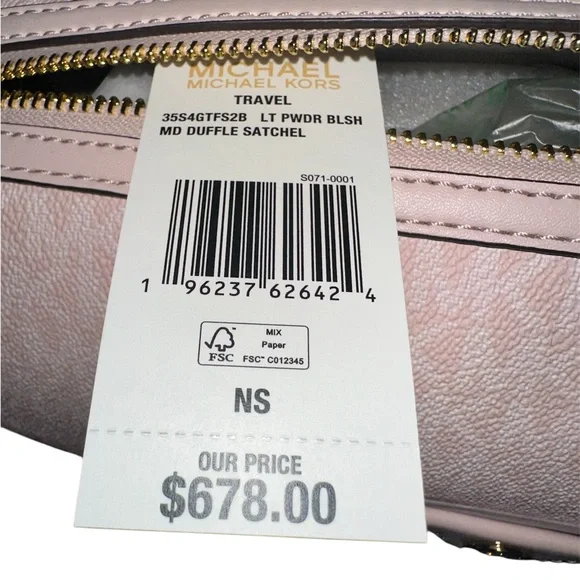 MICHAEL
MICHAEL KORS
TRAVEL
35S4GTFS2B LT PWDR BLSH
MD DUFFLE SATCHEL
S071-0001
1 96237 62642 4
FSC
MIX
Paper
FSC™ C012345
NS
OUR PRICE
$678.00